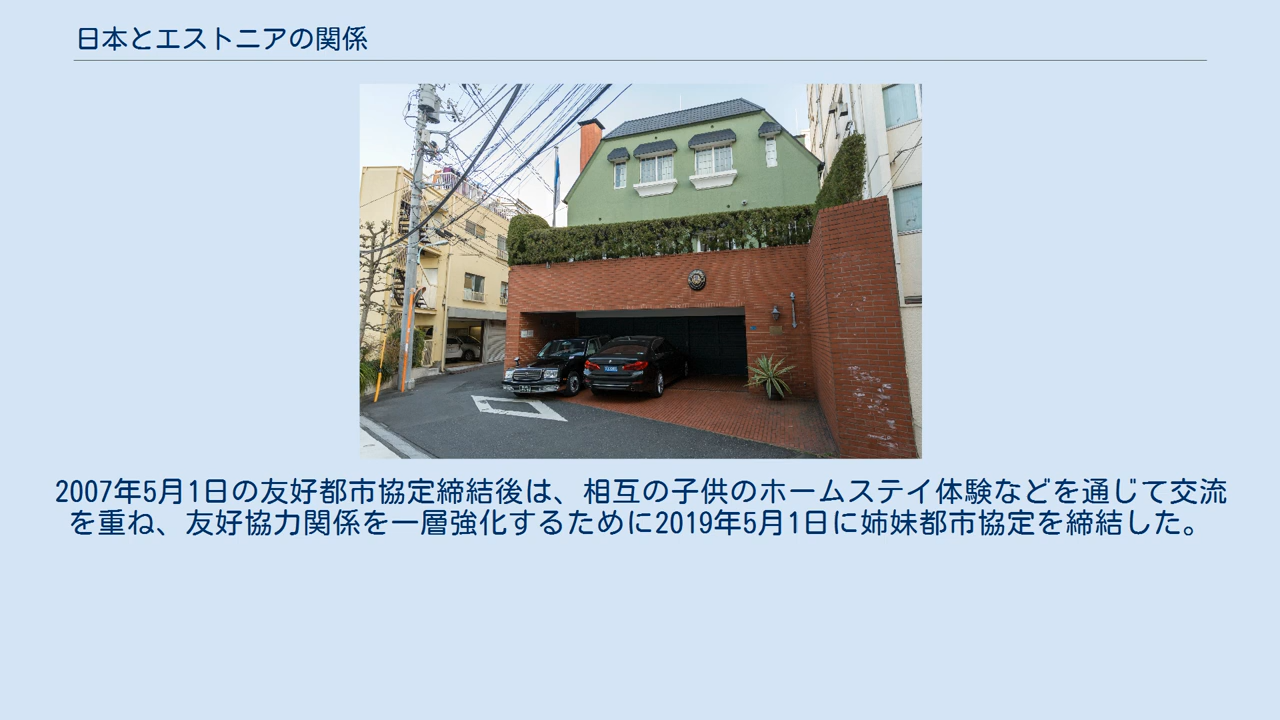 日本とエストニアの関係
2007年5月1日の友好都市協定締結後は、相互の子供のホームステイ体験などを通じて交流
を重ね、友好協力関係を一層強化するために2019年5月1日に姉妹都市協定を締結した。